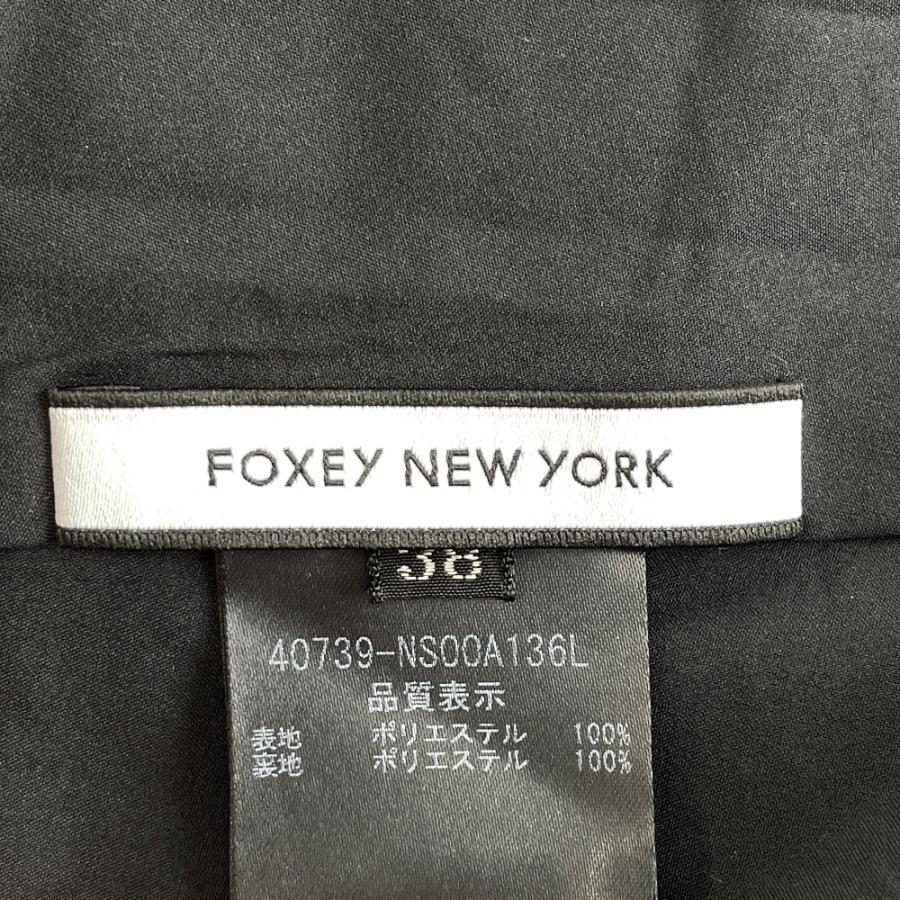 FOXEY NEW YORK
38
40739-NS00A136L
品質表示
表地 ポリエステル 100%
裏地 ポリエステル 100%